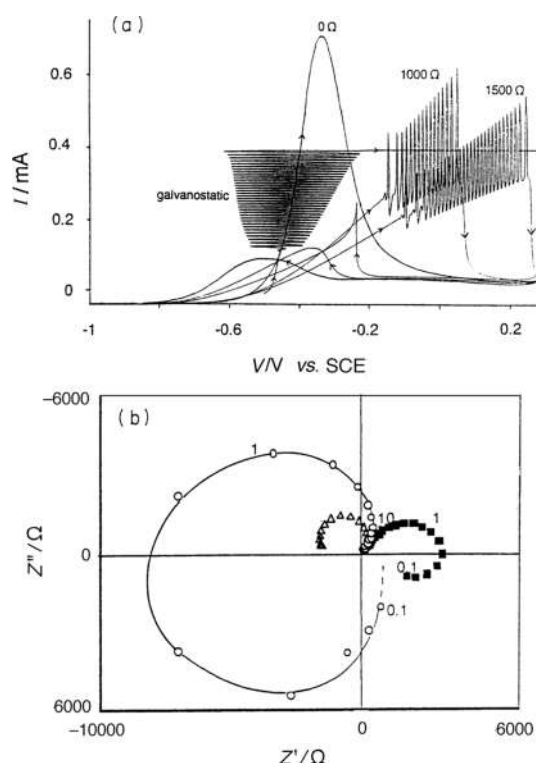 (a)
0 Ω
1000 Ω
1500 Ω
galvanostatic
I/mA
0.6
0.4
0.2
0
-1
-0.6
-0.2
0.2
V/V vs. SCE
(b)
-6000
0
6000
Z''/Ω
1
10
1
0.1
0.1
-10000
0
6000
Z'/Ω